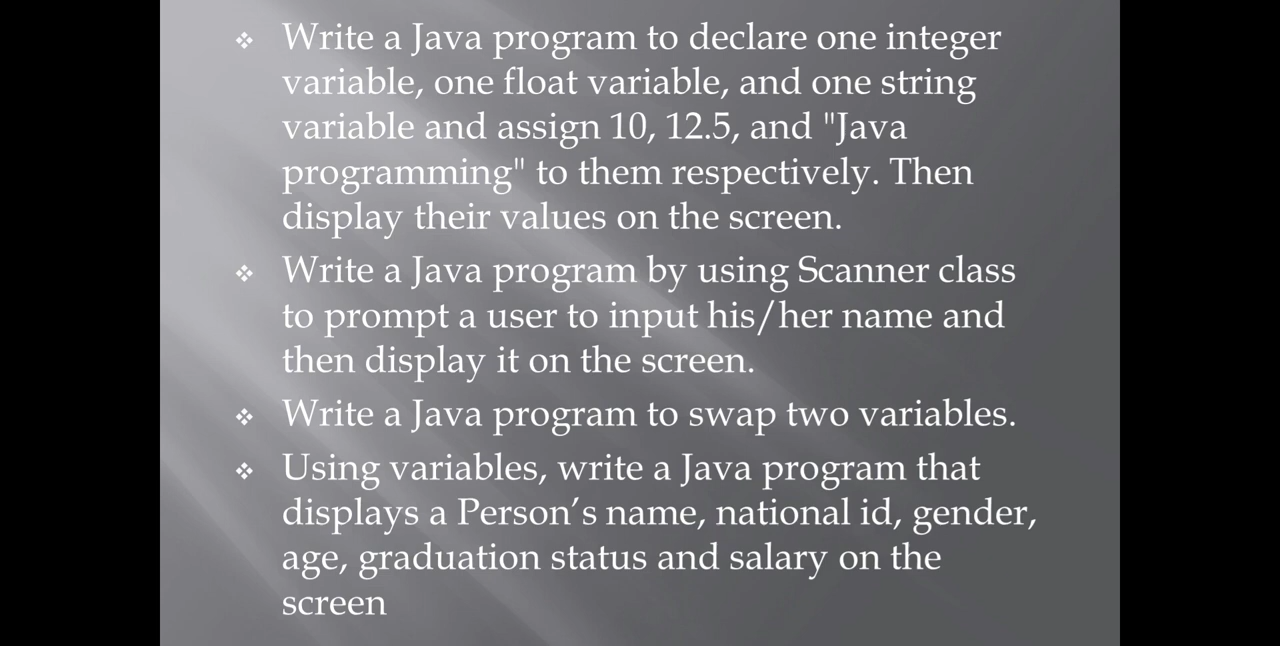 ❖ Write a Java program to declare one integer
variable, one float variable, and one string
variable and assign 10, 12.5, and "Java
programming" to them respectively. Then
display their values on the screen.
❖ Write a Java program by using Scanner class
to prompt a user to input his/her name and
then display it on the screen.
❖ Write a Java program to swap two variables.
❖ Using variables, write a Java program that
displays a Person’s name, national id, gender,
age, graduation status and salary on the
screen